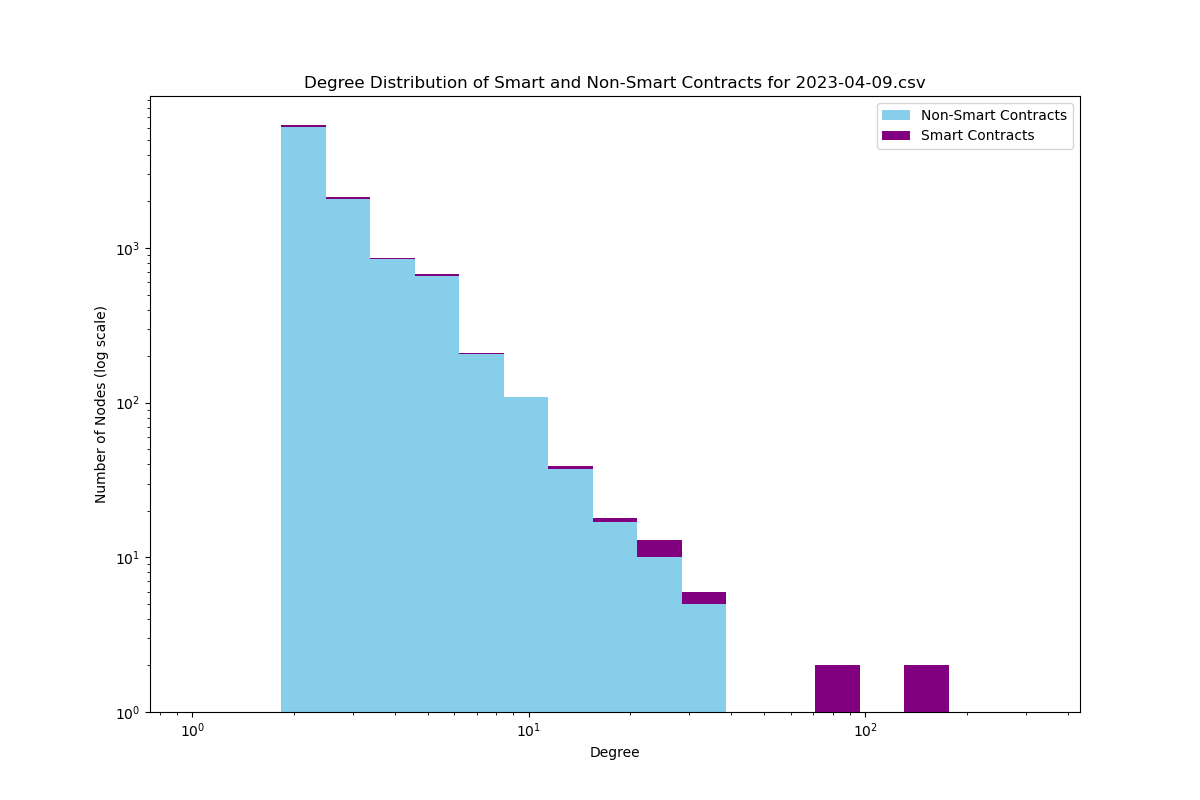 Degree Distribution of Smart and Non-Smart Contracts for 2023-04-09.csv
Non-Smart Contracts
Smart Contracts
Number of Nodes (log scale)
10³
10²
10¹
10⁰
10⁰ 10¹ 10²
Degree